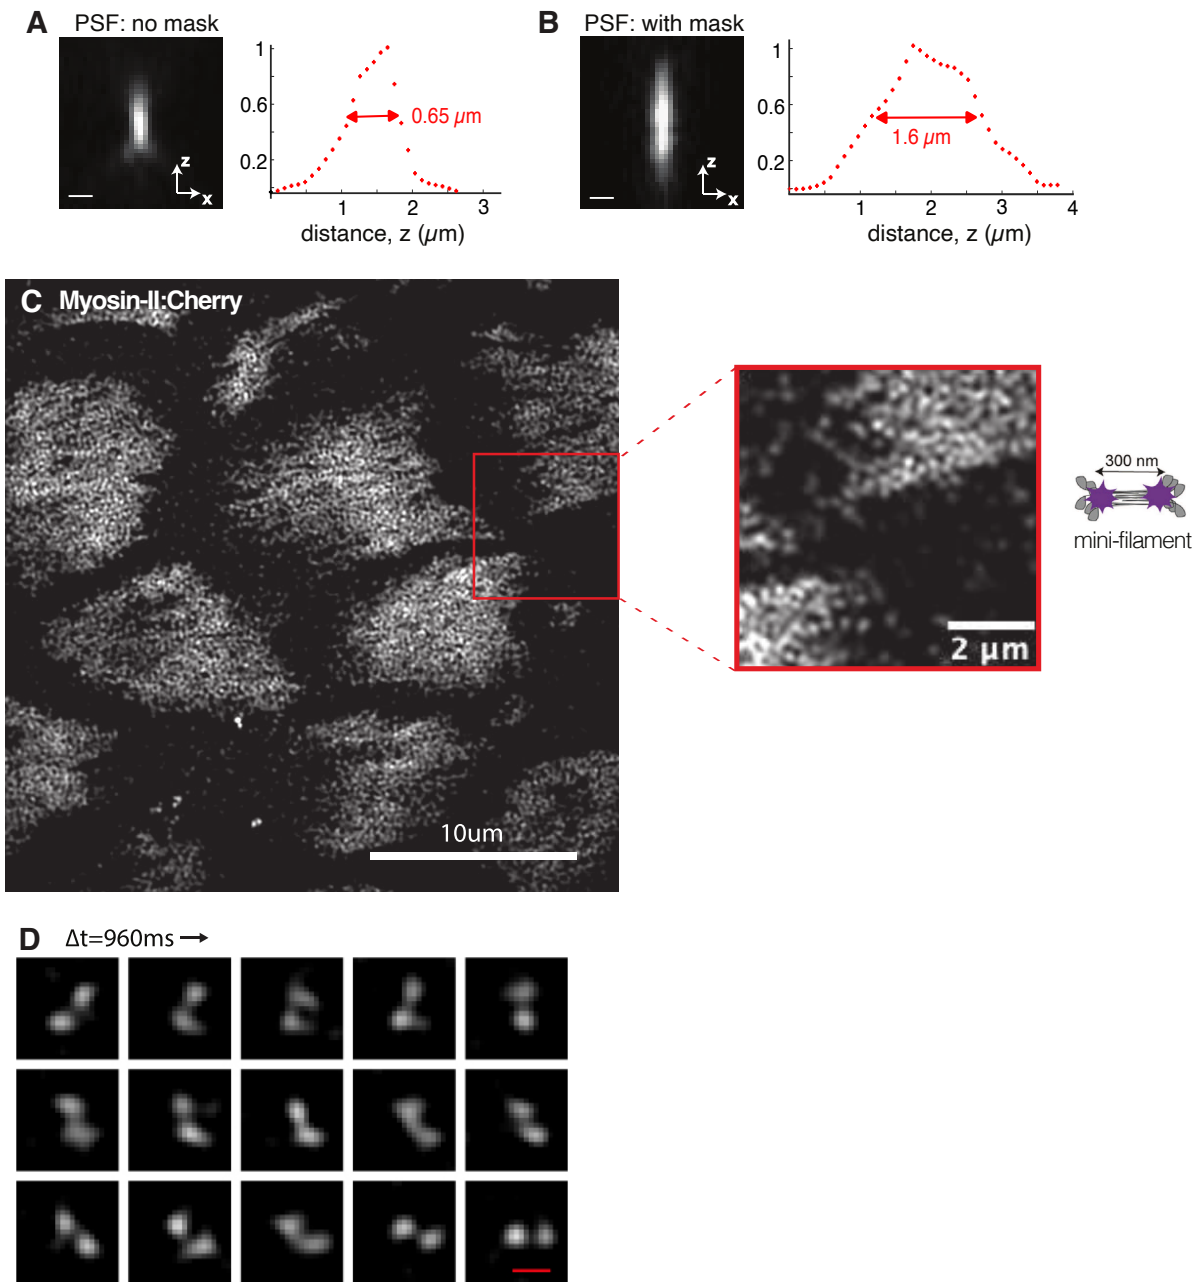 A PSF: no mask
z
x
1
0.6
0.2
0.65 µm
1 2 3
distance, z (µm)
B PSF: with mask
z
x
1
0.6
0.2
1.6 µm
1 2 3 4
distance, z (µm)
C Myosin-II:Cherry
10um
2 µm
300 nm
mini-filament
D Δt=960ms →